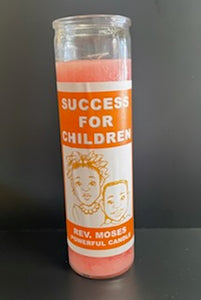 SUCCESS
FOR
CHILDREN
REV. MOSES
POWERFUL CANDLE